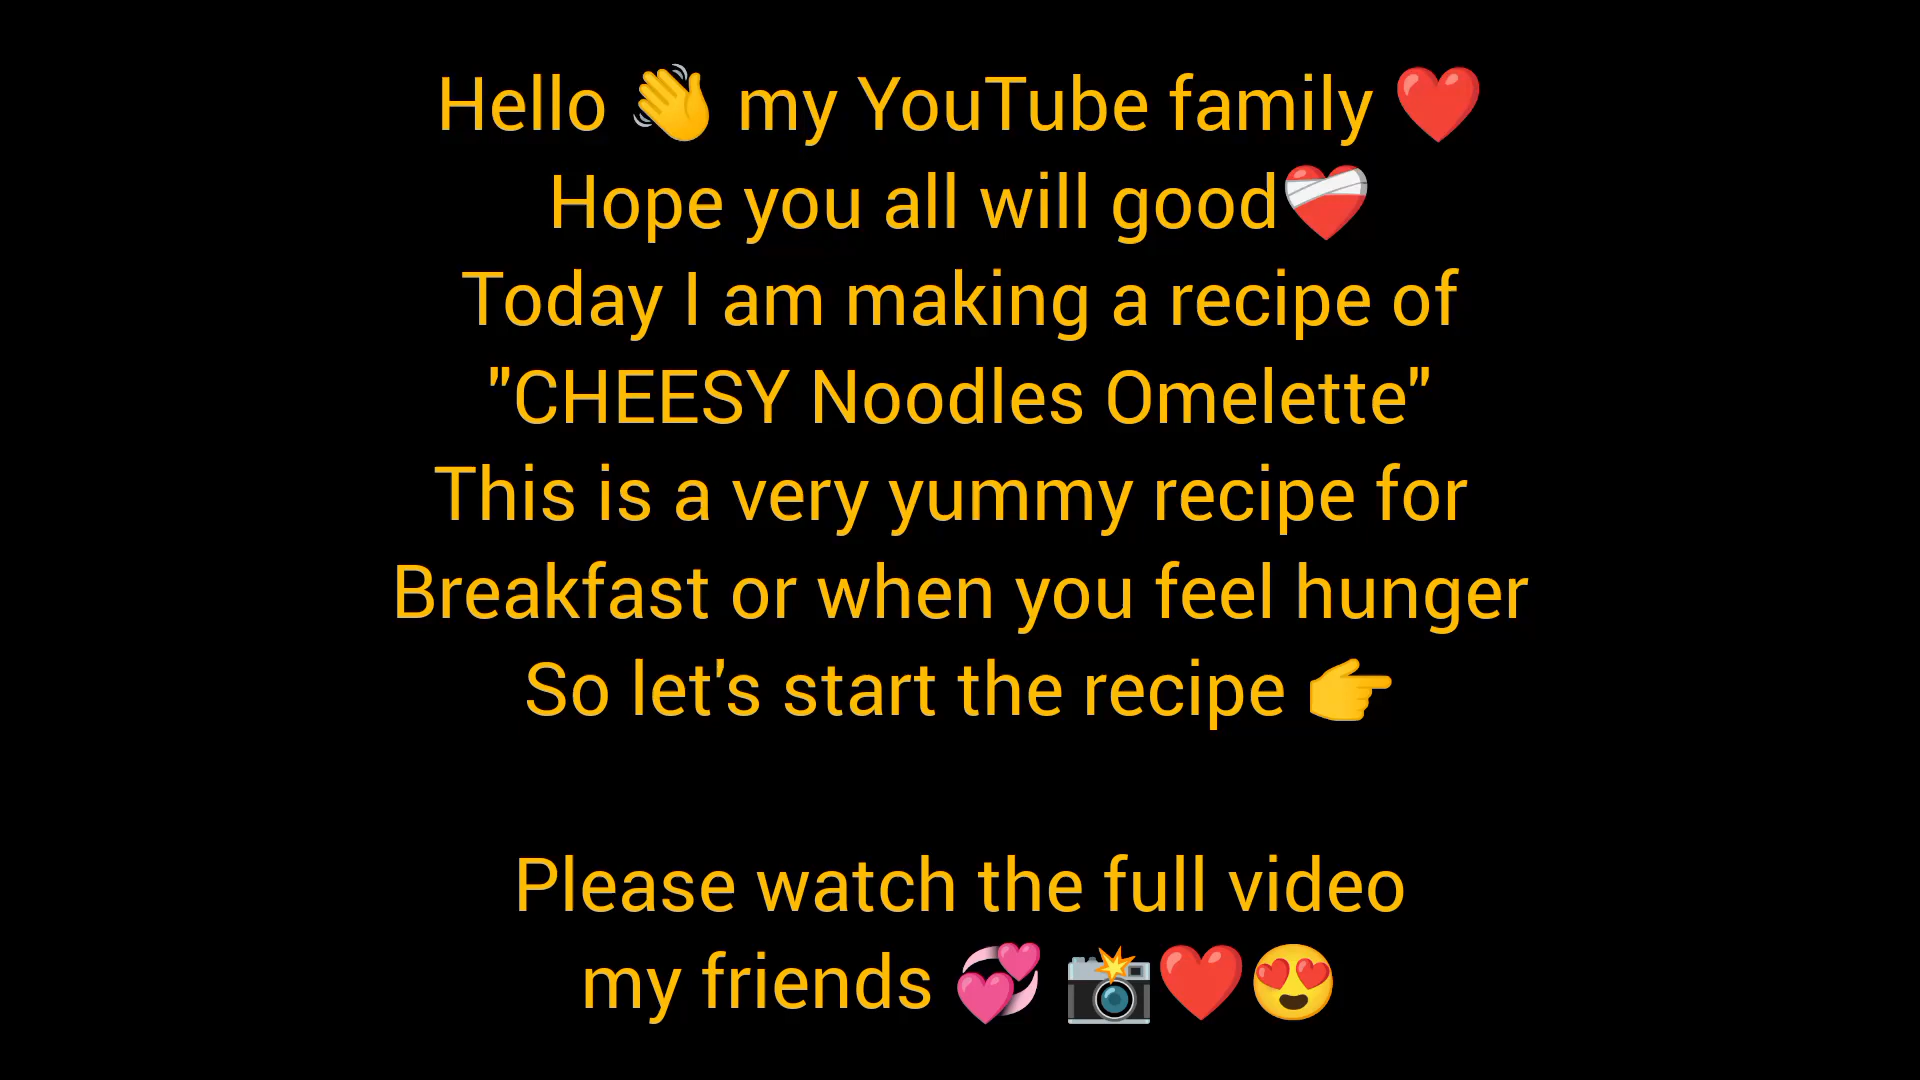 Hello 👋 my YouTube family ❤️
Hope you all will good❤️‍🩹
Today I am making a recipe of
"CHEESY Noodles Omelette"
This is a very yummy recipe for
Breakfast or when you feel hunger
So let's start the recipe 👉
Please watch the full video
my friends 💞 📸❤️😍